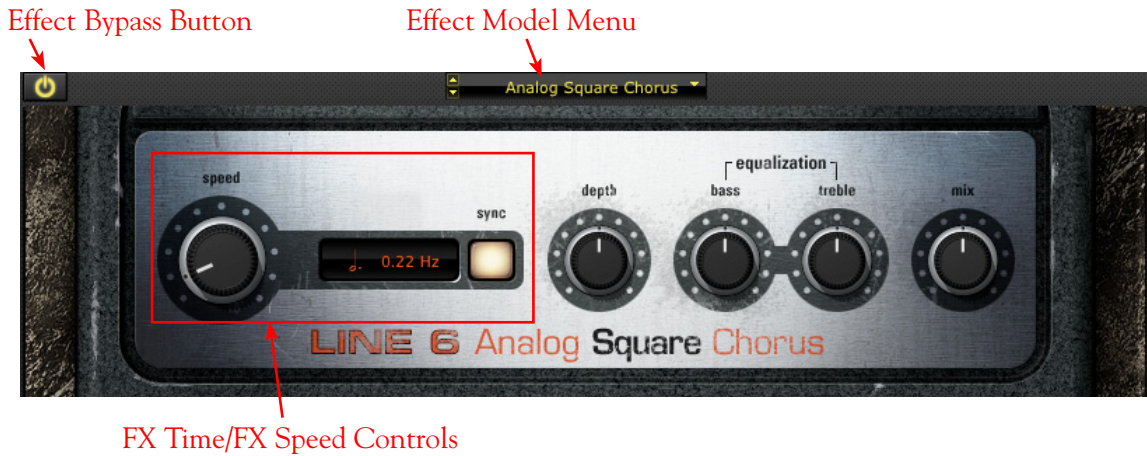 Effect Bypass Button
Effect Model Menu
Analog Square Chorus
equalization
speed
depth
bass
treble
mix
sync
0.22 Hz
LINE 6 Analog Square Chorus
FX Time/FX Speed Controls